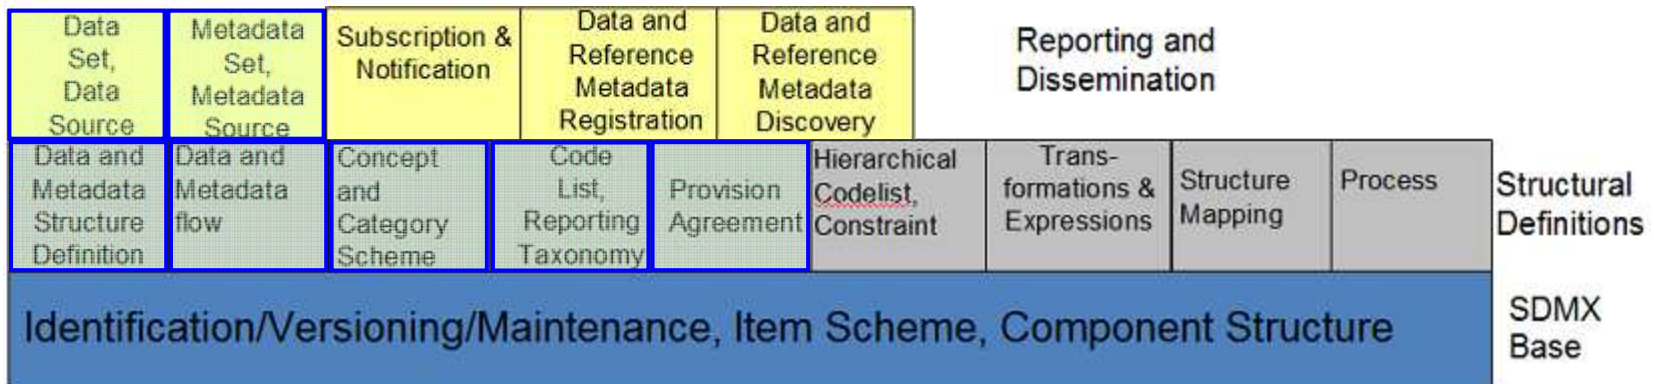 Data
Set,
Data
Source
Metadata
Set,
Metadata
Source
Subscription &
Notification
Data and
Reference
Metadata
Registration
Data and
Reference
Metadata
Discovery
Reporting and
Dissemination
Data and
Metadata
Structure
Definition
Data and
Metadata
flow
Concept
and
Category
Scheme
Code
List,
Reporting
Taxonomy
Provision
Agreement
Hierarchical
Codelist,
Constraint
Trans-
formations &
Expressions
Structure
Mapping
Process
Structural
Definitions
Identification/Versioning/Maintenance, Item Scheme, Component Structure
SDMX
Base